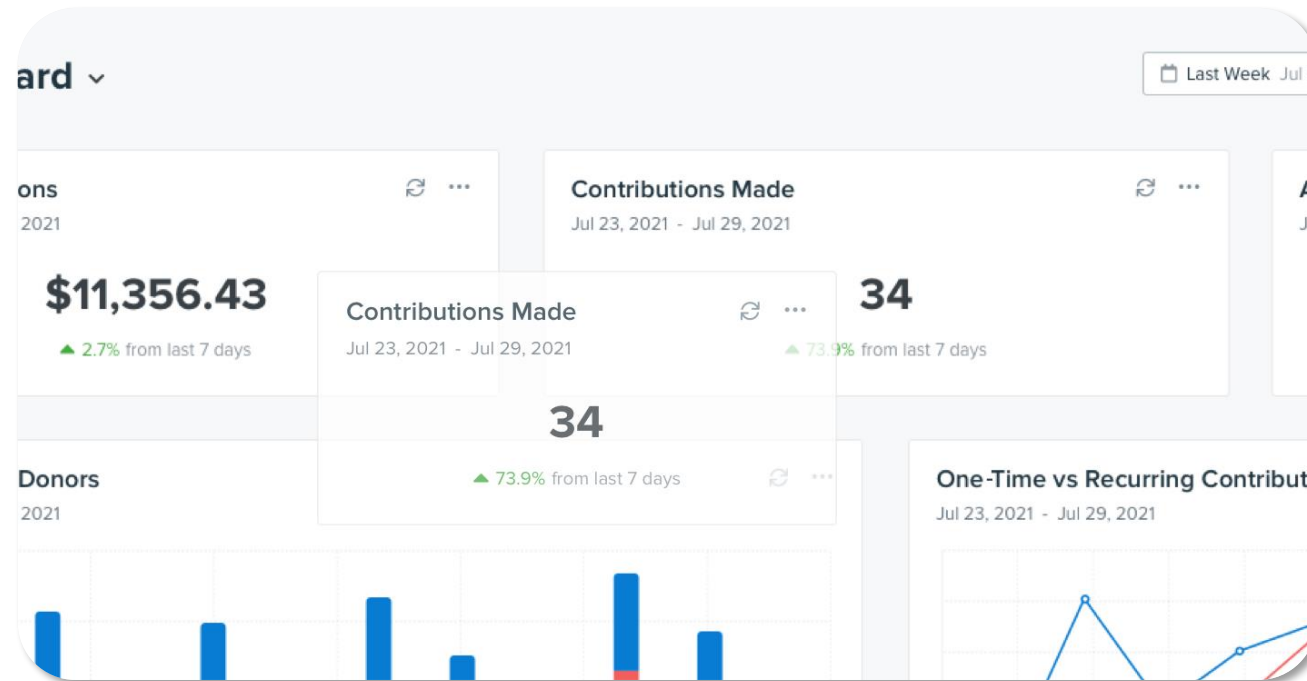 ard
Last Week Jul
ons
2021
$11,356.43
2.7% from last 7 days
Contributions Made
Jul 23, 2021 - Jul 29, 2021
34
73.9% from last 7 days
Contributions Made
Jul 23, 2021 - Jul 29, 2021
34
73.9% from last 7 days
Donors
2021
One-Time vs Recurring Contribut
Jul 23, 2021 - Jul 29, 2021